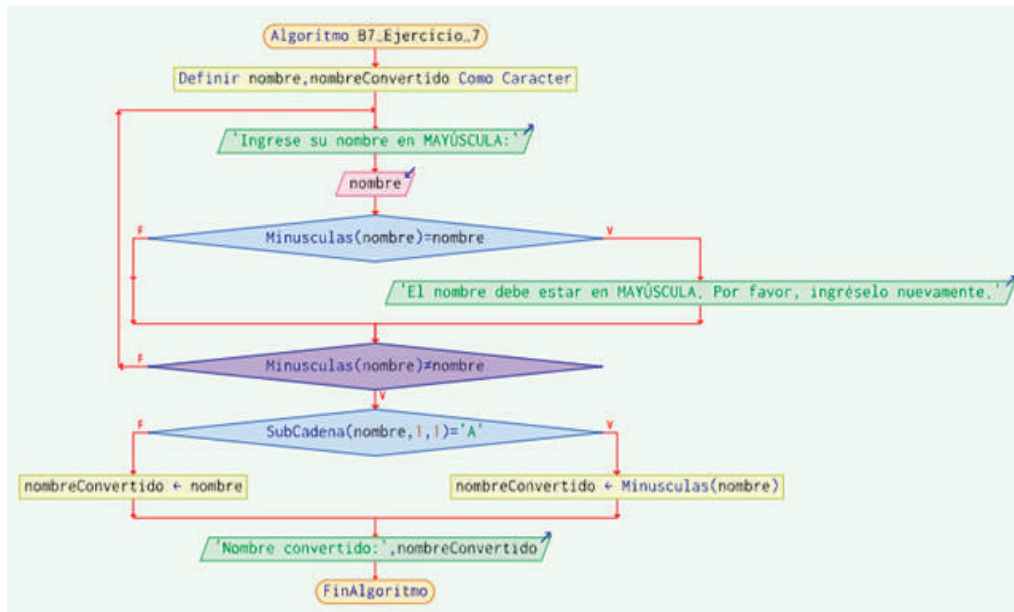 Algoritmo B7_Ejercicio_7
Definir nombre,nombreConvertido Como Caracter
'Ingrese su nombre en MAYÚSCULA:'
nombre
F
Minusculas(nombre)=nombre
V
'El nombre debe estar en MAYÚSCULA. Por favor, ingréselo nuevamente.'
F
Minusculas(nombre)≠nombre
V
F
SubCadena(nombre,1,1)='A'
V
nombreConvertido ← nombre
nombreConvertido ← Minusculas(nombre)
'Nombre convertido:',nombreConvertido
FinAlgoritmo